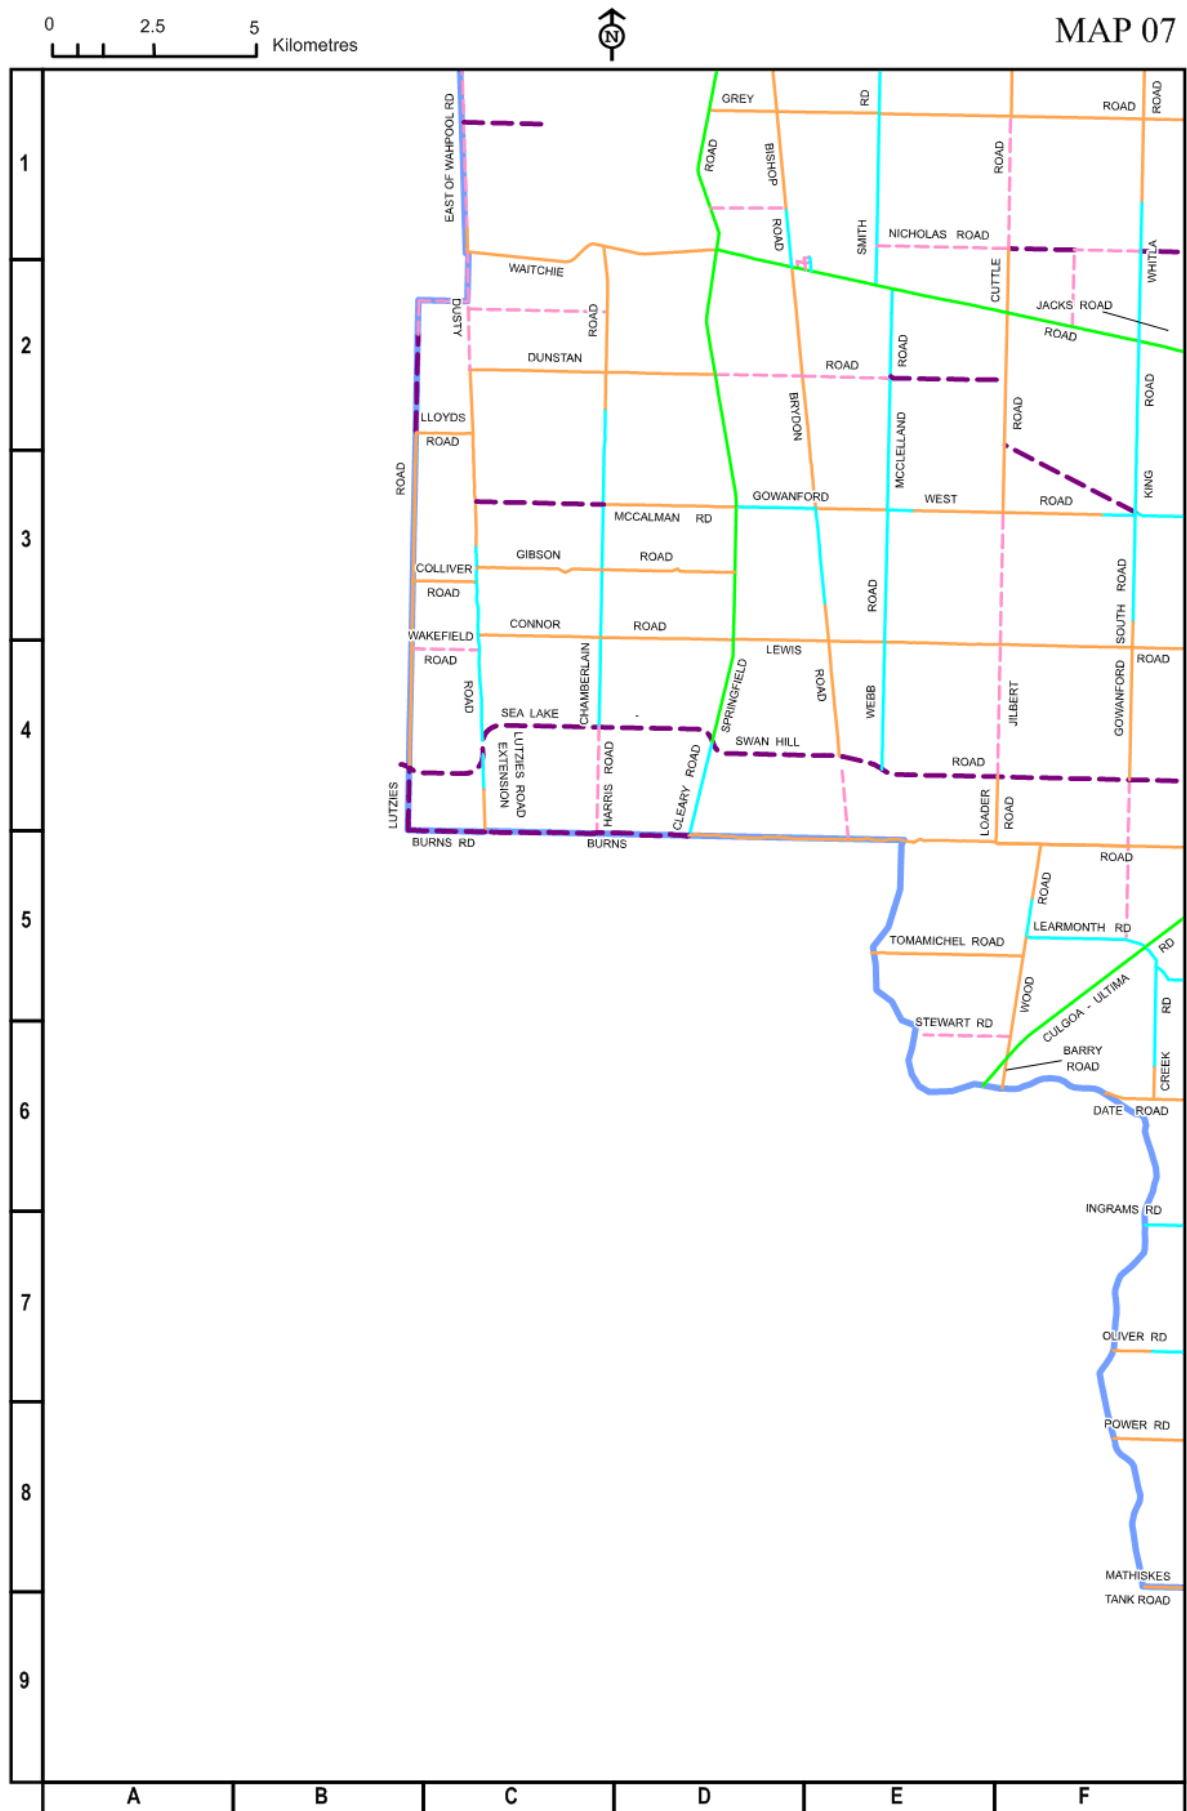 0 2.5 5
Kilometres
N
MAP 07
1
2
3
4
5
6
7
8
9
EAST OF WAHPOOL RD
GREY
RD
ROAD
ROAD
ROAD
BISHOP
ROAD
ROAD
SMITH
NICHOLAS ROAD
WHITLA
WAITCHIE
CUTTLE
DUSTY
ROAD
JACKS ROAD
ROAD
DUNSTAN
ROAD
ROAD
LLOYDS
ROAD
BRYDON
ROAD
ROAD
MCCLELLAND
ROAD
KING
GOWANFORD
WEST
ROAD
MCCALMAN RD
GIBSON
ROAD
COLLIVER
ROAD
ROAD
ROAD
SOUTH
CONNOR
ROAD
WAKEFIELD
ROAD
LEWIS
ROAD
CHAMBERLAIN
SPRINGFIELD
ROAD
ROAD
WEBB
JILBERT
GOWANFORD
SEA LAKE
-
SWAN HILL
ROAD
LUTZIES ROAD
EXTENSION
HARRIS ROAD
CLEARY ROAD
LUTZIES
LOADER
ROAD
BURNS RD
BURNS
ROAD
ROAD
LEARMONTH RD
TOMAMICHEL ROAD
RD
WOOD
CULGOA - ULTIMA
RD
STEWART RD
BARRY
ROAD
CREEK
DATE ROAD
INGRAMS RD
OLIVER RD
POWER RD
MATHISKES
TANK ROAD
A B C D E F